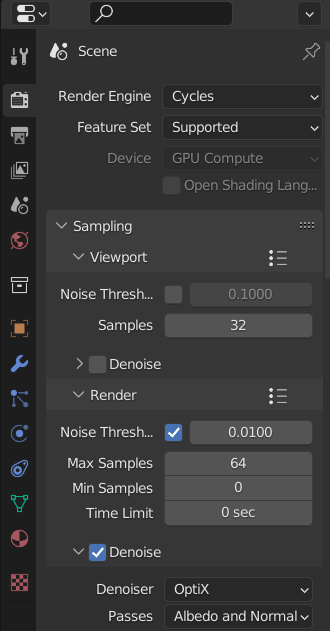 Scene
Render Engine Cycles
Feature Set Supported
Device GPU Compute
Open Shading Lang...
Sampling
Viewport
Noise Thresh... 0.1000
Samples 32
Denoise
Render
Noise Thresh... 0.0100
Max Samples 64
Min Samples 0
Time Limit 0 sec
Denoise
Denoiser OptiX
Passes Albedo and Normal